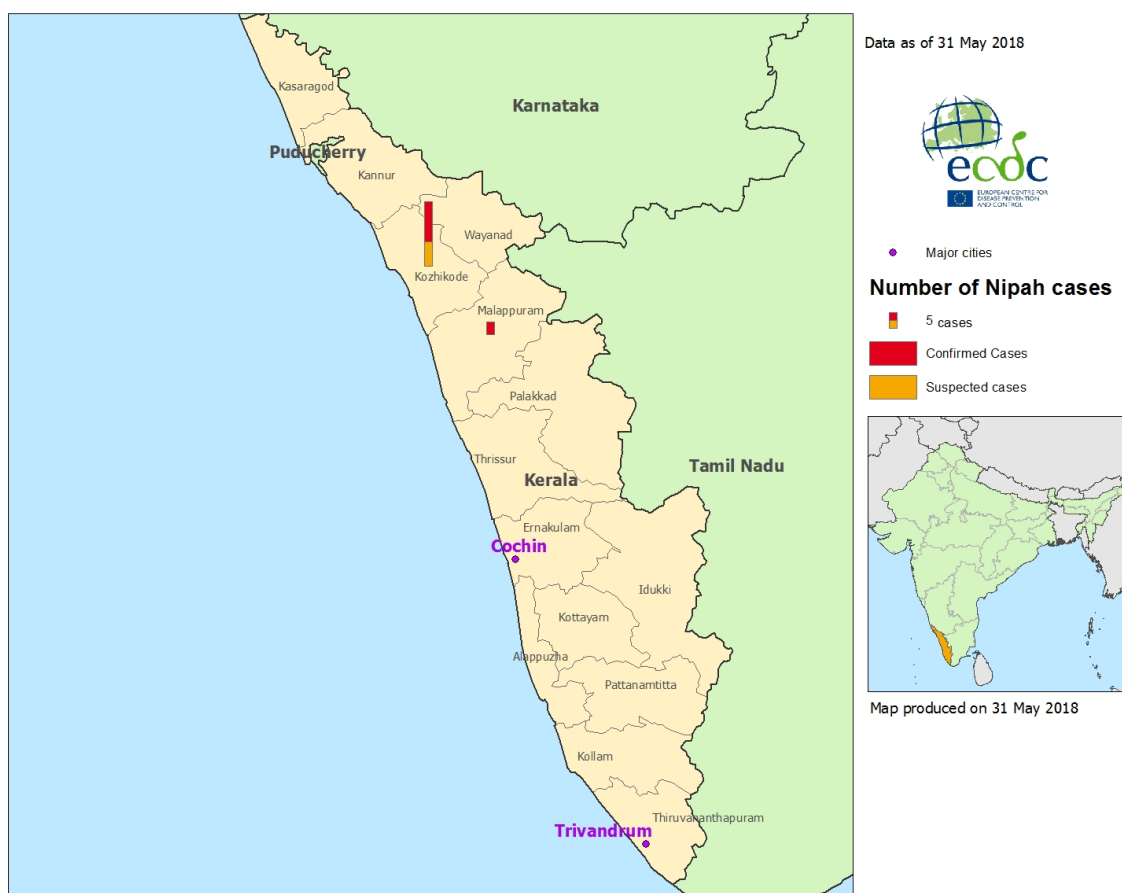 Data as of 31 May 2018
ecdc
EUROPEAN CENTRE FOR
DISEASE PREVENTION
AND CONTROL
Major cities
Number of Nipah cases
5 cases
Confirmed Cases
Suspected cases
Map produced on 31 May 2018
Kasaragod
Karnataka
Puducherry
Kannur
Wayanad
Kozhikode
Malappuram
Palakkad
Thrissur
Tamil Nadu
Kerala
Ernakulam
Cochin
Idukki
Kottayam
Alappuzha
Pattanamtitta
Kollam
Thiruvananthapuram
Trivandrum